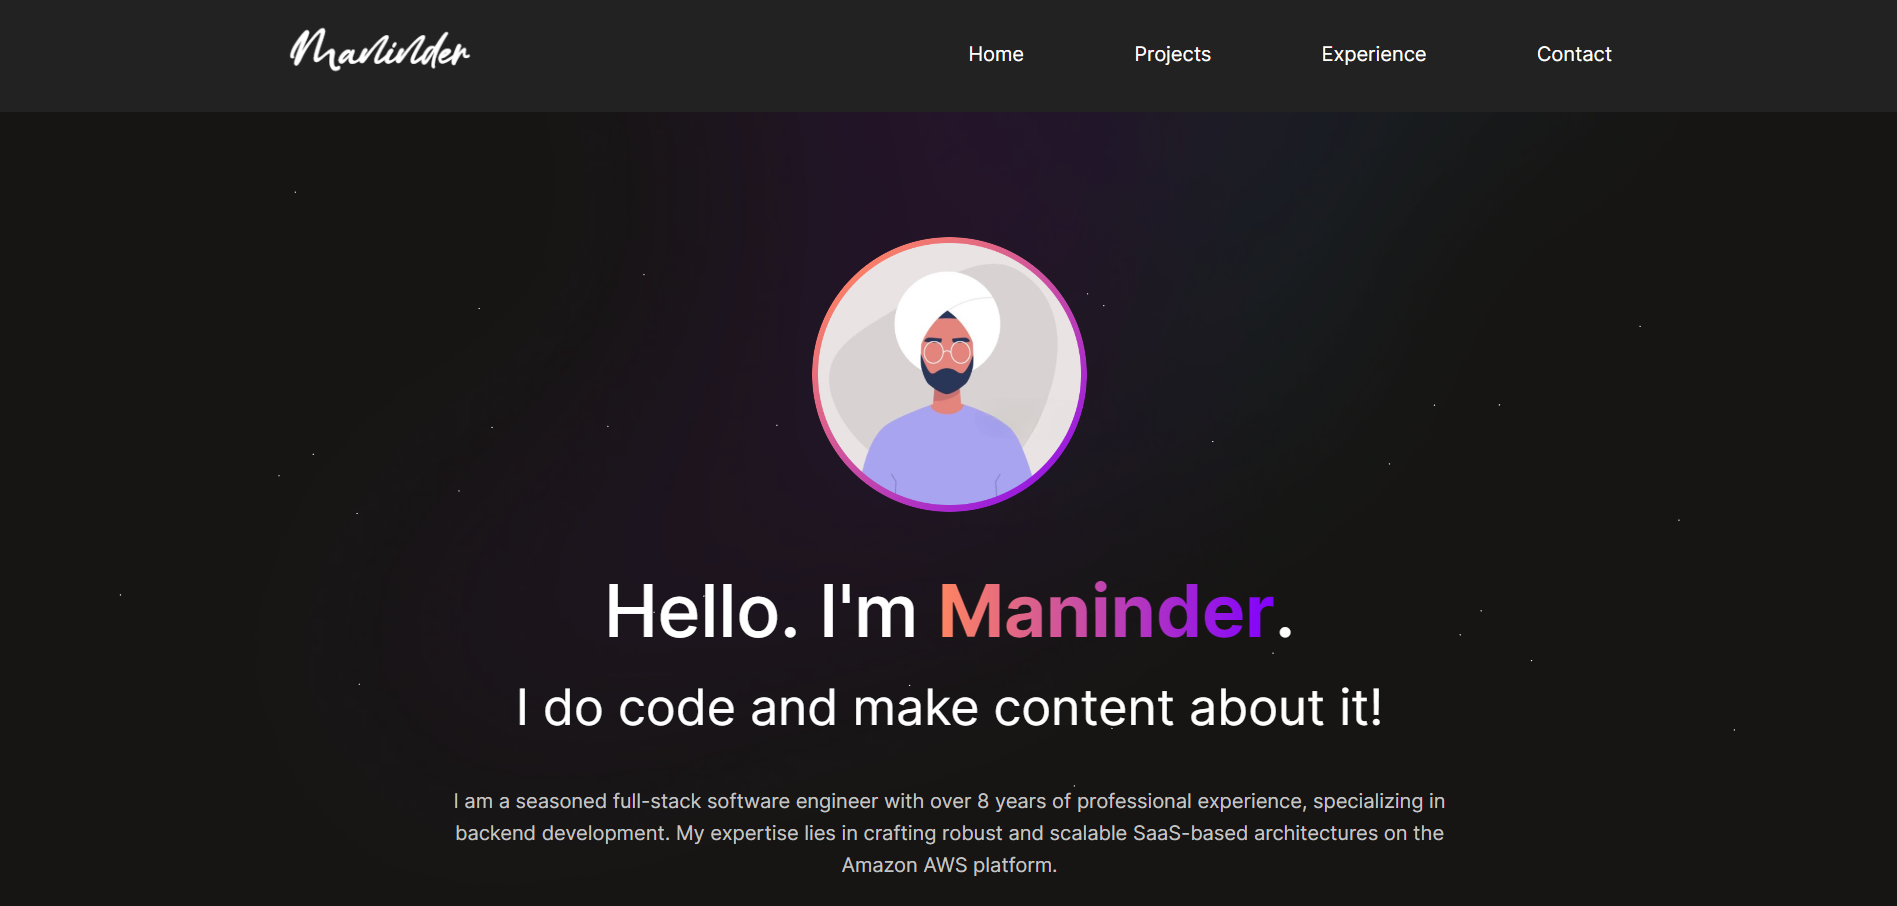 Maninder
Home Projects Experience Contact
Hello. I'm Maninder.
I do code and make content about it!
I am a seasoned full-stack software engineer with over 8 years of professional experience, specializing in
backend development. My expertise lies in crafting robust and scalable SaaS-based architectures on the
Amazon AWS platform.